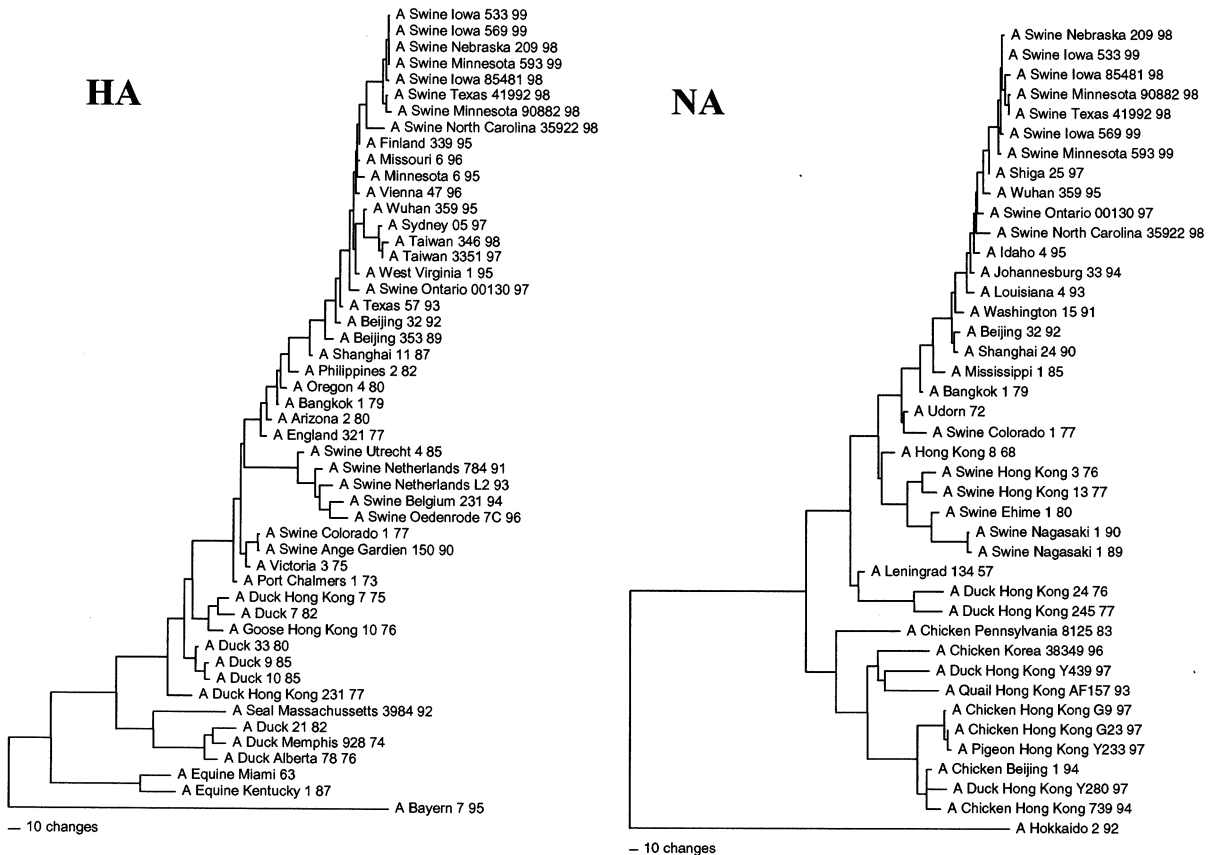 HA
A Swine Iowa 533 99
A Swine Iowa 569 99
A Swine Nebraska 209 98
A Swine Minnesota 593 99
A Swine Iowa 85481 98
A Swine Texas 41992 98
A Swine Minnesota 90882 98
A Swine North Carolina 35922 98
A Finland 339 95
A Missouri 6 96
A Minnesota 6 95
A Vienna 47 96
A Wuhan 359 95
A Sydney 05 97
A Taiwan 346 98
A Taiwan 3351 97
A West Virginia 1 95
A Swine Ontario 00130 97
A Texas 57 93
A Beijing 32 92
A Beijing 353 89
A Shanghai 11 87
A Philippines 2 82
A Oregon 4 80
A Bangkok 1 79
A Arizona 2 80
A England 321 77
A Swine Utrecht 4 85
A Swine Netherlands 784 91
A Swine Netherlands L2 93
A Swine Belgium 231 94
A Swine Oedenrode 7C 96
A Swine Colorado 1 77
A Swine Ange Gardien 150 90
A Victoria 3 75
A Port Chalmers 1 73
A Duck Hong Kong 7 75
A Duck 7 82
A Goose Hong Kong 10 76
A Duck 33 80
A Duck 9 85
A Duck 10 85
A Duck Hong Kong 231 77
A Seal Massachussetts 3984 92
A Duck 21 82
A Duck Memphis 928 74
A Duck Alberta 78 76
A Equine Miami 63
A Equine Kentucky 1 87
A Bayern 7 95
10 changes
NA
A Swine Nebraska 209 98
A Swine Iowa 533 99
A Swine Iowa 85481 98
A Swine Minnesota 90882 98
A Swine Texas 41992 98
A Swine Iowa 569 99
A Swine Minnesota 593 99
A Shiga 25 97
A Wuhan 359 95
A Swine Ontario 00130 97
A Swine North Carolina 35922 98
A Idaho 4 95
A Johannesburg 33 94
A Louisiana 4 93
A Washington 15 91
A Beijing 32 92
A Shanghai 24 90
A Mississippi 1 85
A Bangkok 1 79
A Udorn 72
A Swine Colorado 1 77
A Hong Kong 8 68
A Swine Hong Kong 3 76
A Swine Hong Kong 13 77
A Swine Ehime 1 80
A Swine Nagasaki 1 90
A Swine Nagasaki 1 89
A Leningrad 134 57
A Duck Hong Kong 24 76
A Duck Hong Kong 245 77
A Chicken Pennsylvania 8125 83
A Chicken Korea 38349 96
A Duck Hong Kong Y439 97
A Quail Hong Kong AF157 93
A Chicken Hong Kong G9 97
A Chicken Hong Kong G23 97
A Pigeon Hong Kong Y233 97
A Chicken Beijing 1 94
A Duck Hong Kong Y280 97
A Chicken Hong Kong 739 94
A Hokkaido 2 92
10 changes